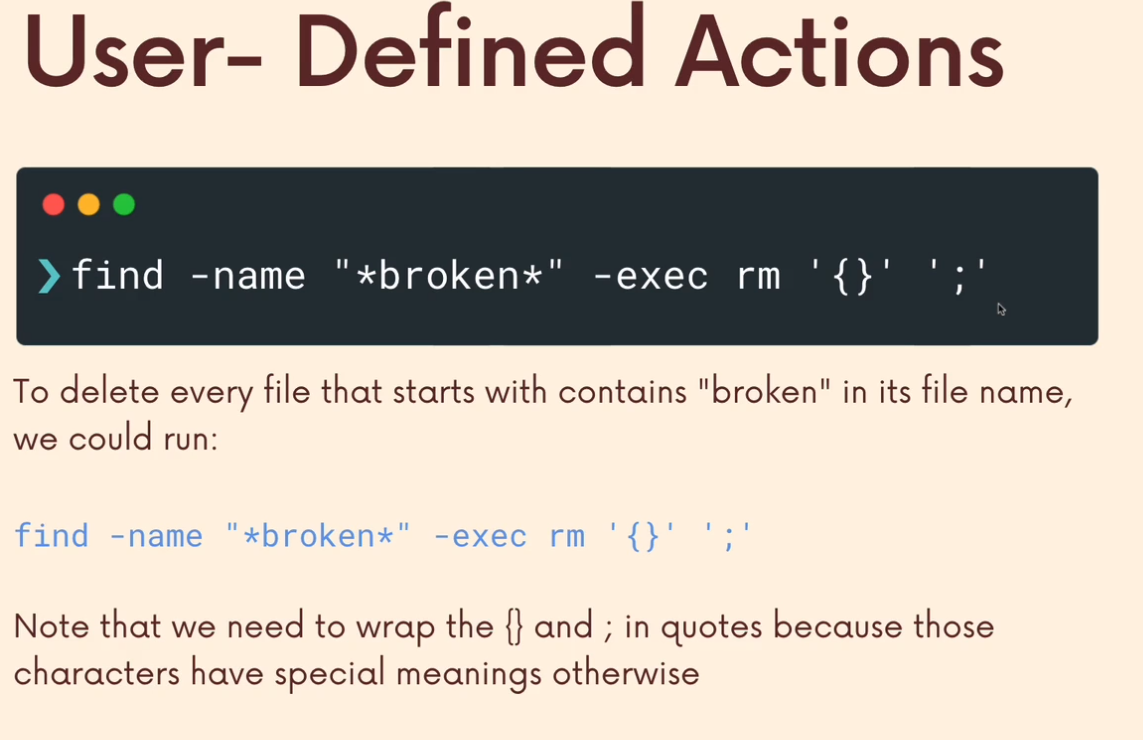 User- Defined Actions
❯ find -name "*broken*" -exec rm '{}' ';'
To delete every file that starts with contains "broken" in its file name,
we could run:
find -name "*broken*" -exec rm '{}' ';'
Note that we need to wrap the {} and ; in quotes because those
characters have special meanings otherwise